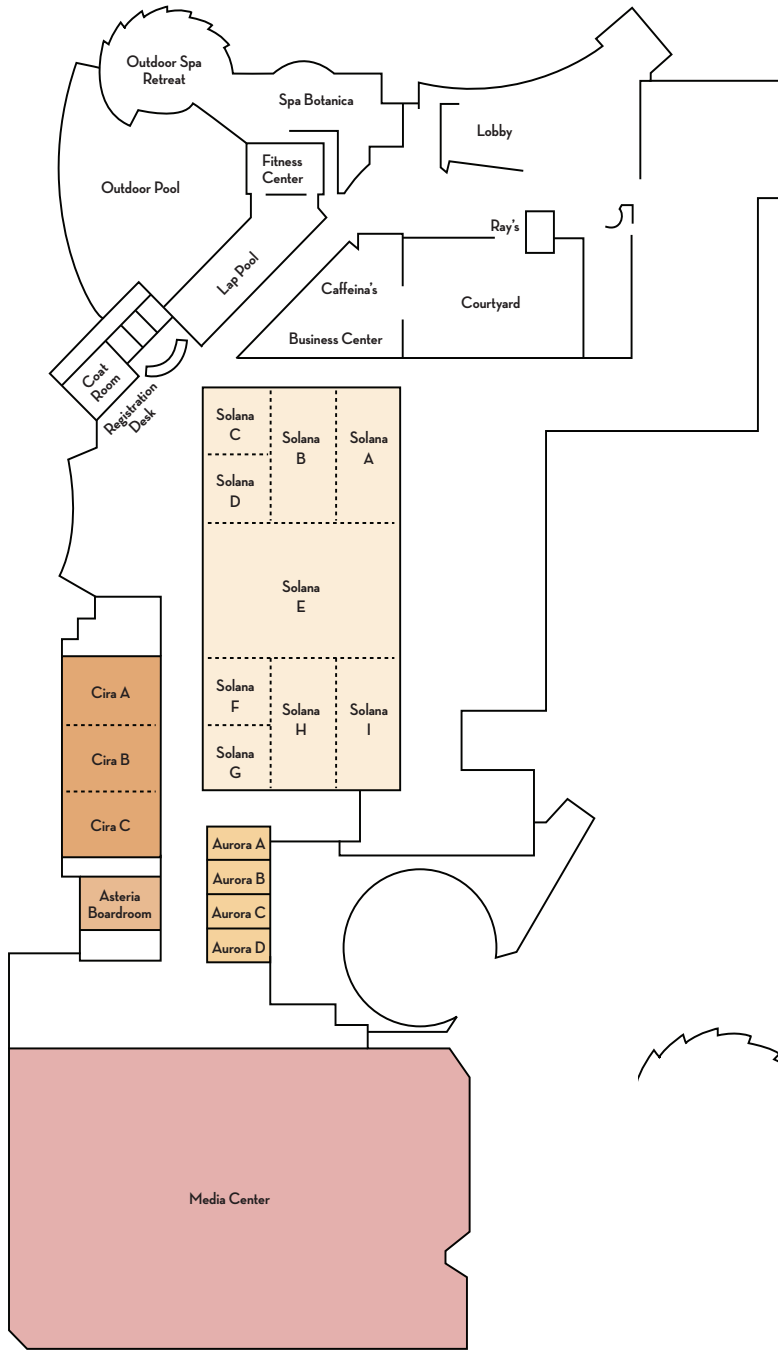 Outdoor Spa
Retreat
Spa Botanica
Lobby
Fitness
Center
Outdoor Pool
Ray's
Lap Pool
Caffeina's
Courtyard
Business Center
Coat
Room
Registration
Desk
Solana
C
Solana
B
Solana
A
Solana
D
Solana
E
Solana
F
Solana
H
Solana
I
Solana
G
Cira A
Cira B
Cira C
Aurora A
Aurora B
Aurora C
Aurora D
Asteria
Boardroom
Media Center